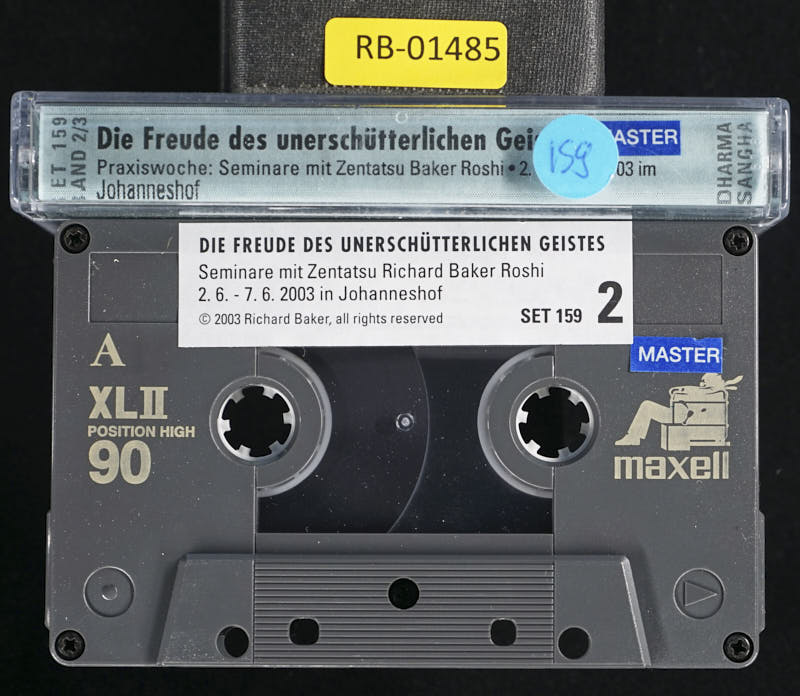 RB-01485
ET 159
AND 2/3
Die Freude des unerschütterlichen
MASTER
Praxiswoche: Seminare mit Zentatsu Baker Roshi • 2. 03 im
Johanneshof
159
DHARMA
SANGHA
DIE FREUDE DES UNERSCHÜTTERLICHEN GEISTES
Seminare mit Zentatsu Richard Baker Roshi
2. 6. - 7. 6. 2003 in Johanneshof
© 2003 Richard Baker, all rights reserved
SET 159 2
A
MASTER
XLII
POSITION HIGH
90
maxell